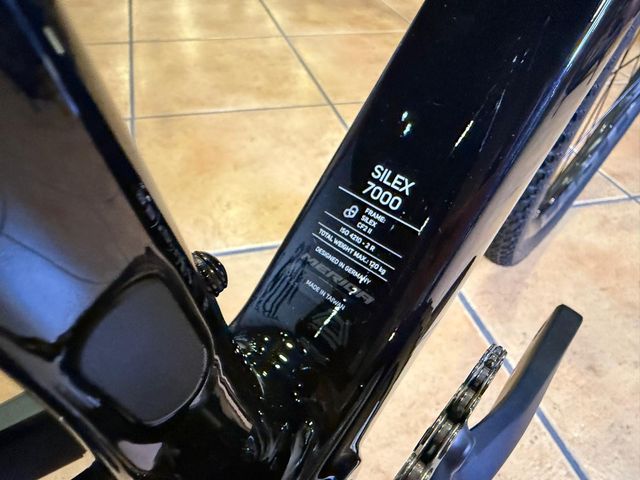 SILEX
7000
FRAME:
SILEX
CF2 II
ISO 4210 - 2 R
TOTAL WEIGHT MAX.: 120 kg
DESIGNED IN GERMANY
MERIDA
MADE IN TAIWAN